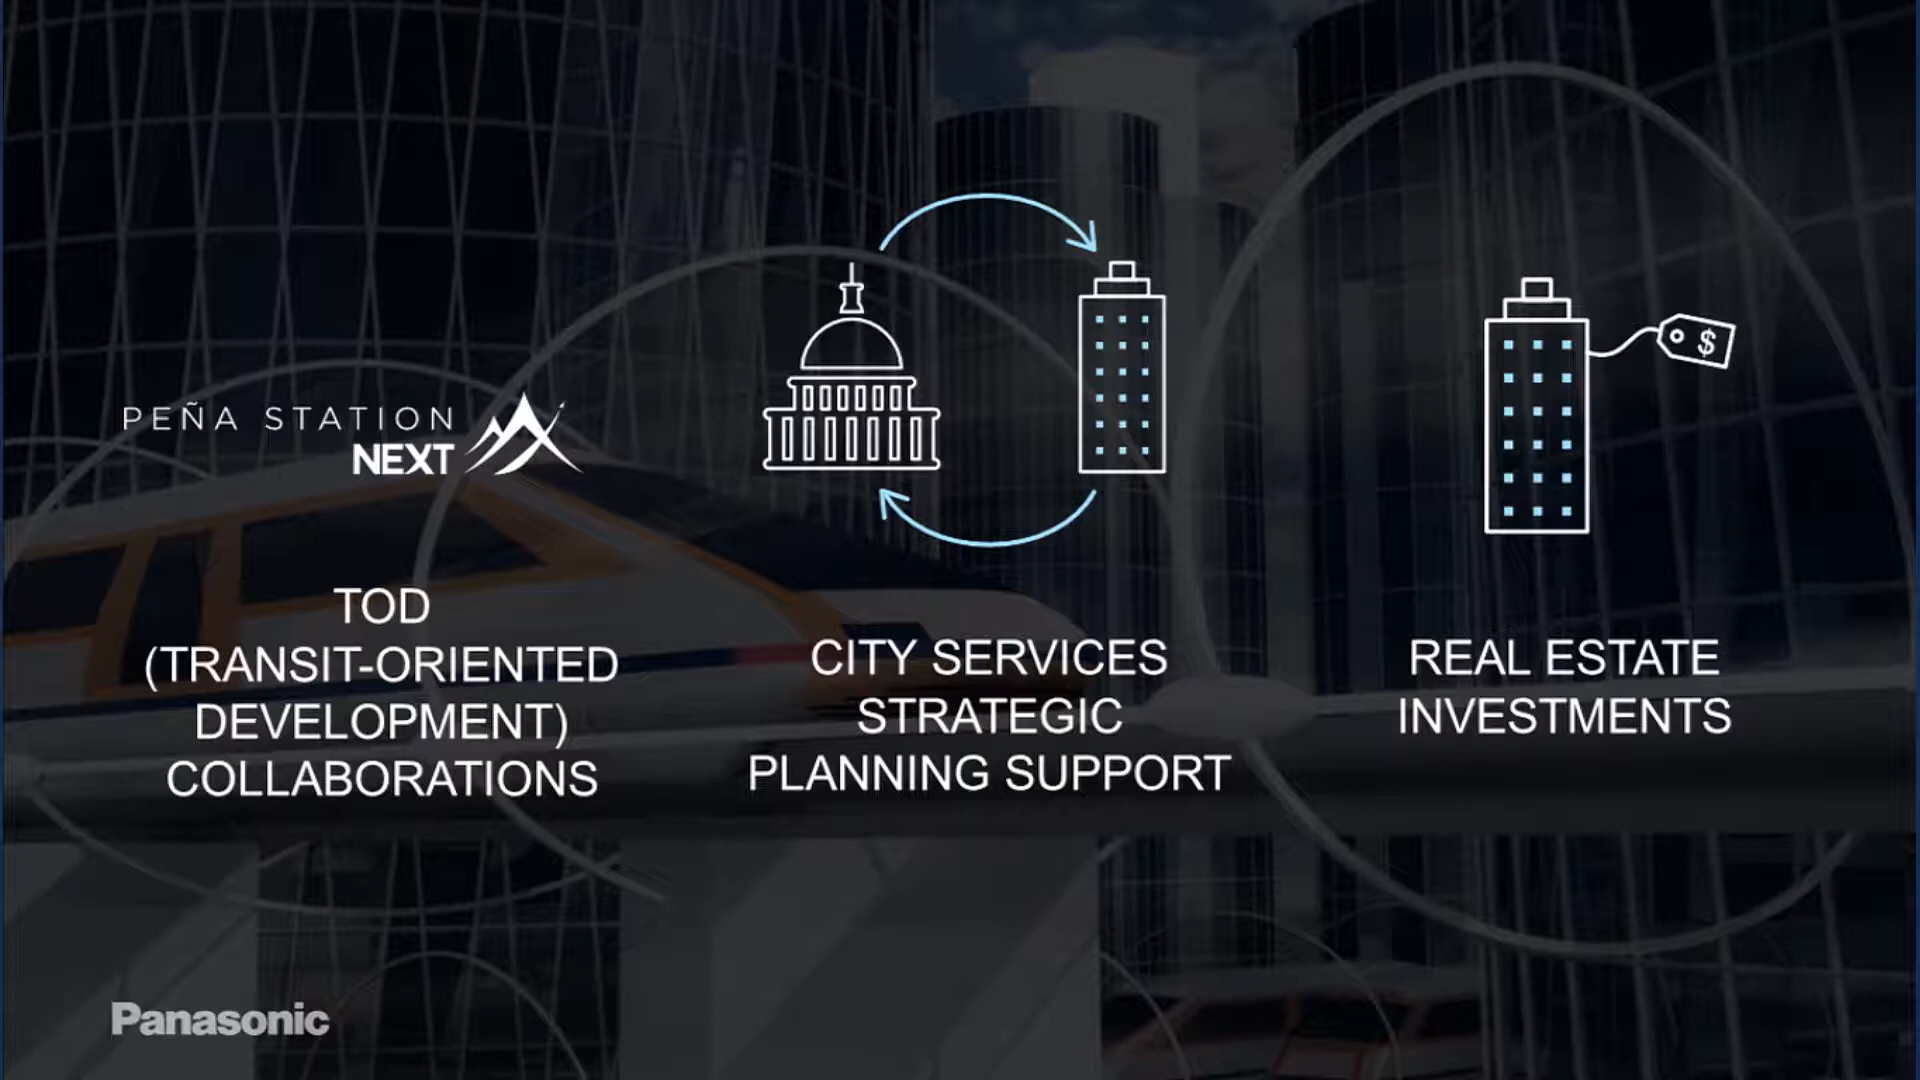 PEÑA STATION
NEXT
TOD
(TRANSIT-ORIENTED
DEVELOPMENT)
COLLABORATIONS
CITY SERVICES
STRATEGIC
PLANNING SUPPORT
$
REAL ESTATE
INVESTMENTS
Panasonic